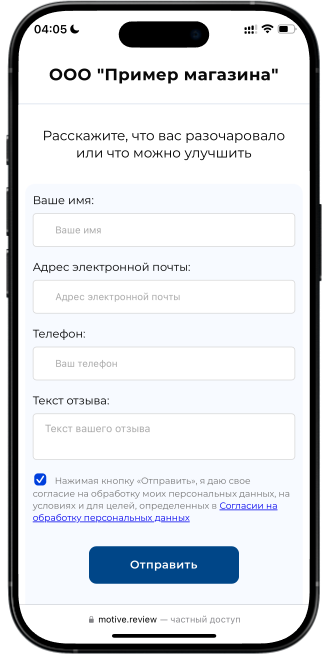 04:05
ООО "Пример магазина"
Расскажите, что вас разочаровало
или что можно улучшить
Ваше имя:
Ваше имя
Адрес электронной почты:
Адрес электронной почты
Телефон:
Ваш телефон
Текст отзыва:
Текст вашего отзыва
Нажимая кнопку «Отправить», я даю свое
согласие на обработку моих персональных данных, на
условиях и для целей, определенных в Согласии на
обработку персональных данных
Отправить
motive.review — частный доступ